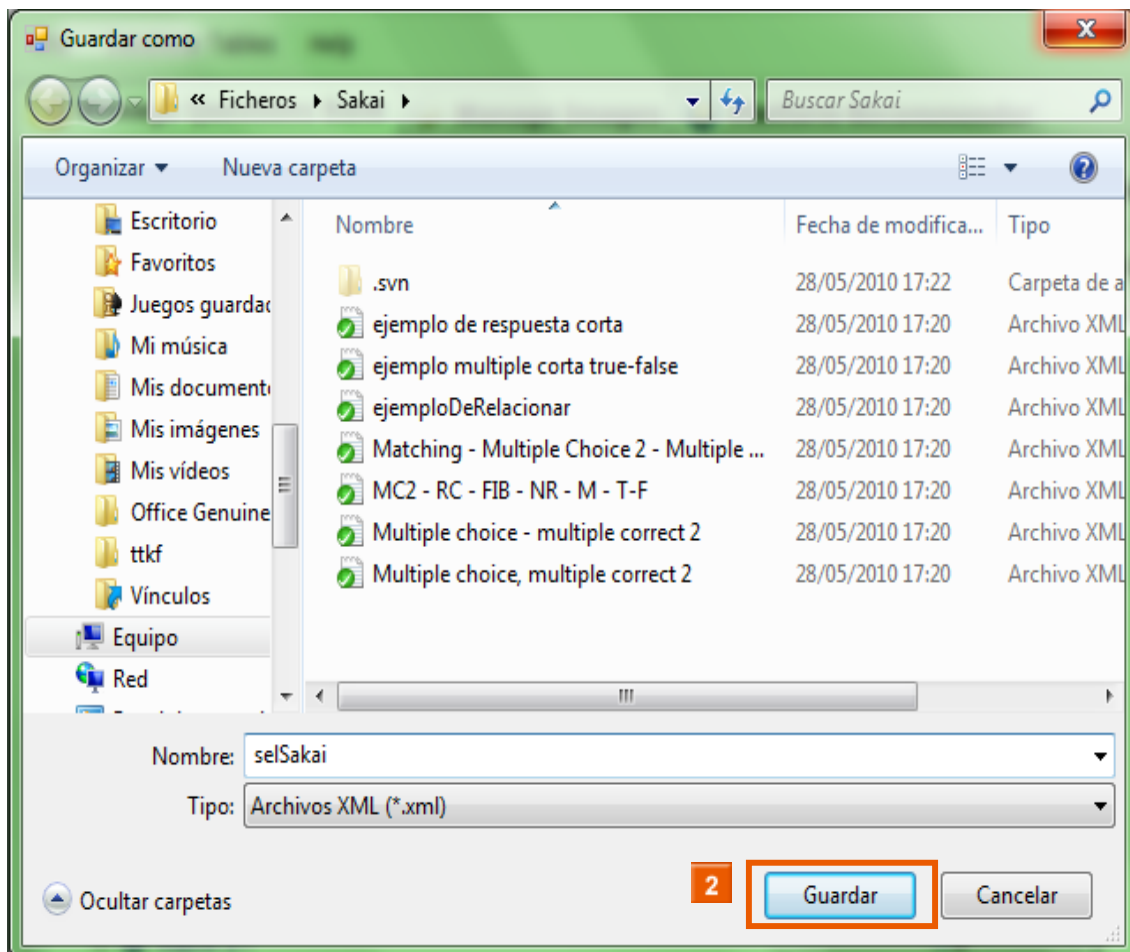 Guardar como
Help
« Ficheros Sakai
Buscar Sakai
Organizar Nueva carpeta
Nombre Fecha de modifica... Tipo
Escritorio
Favoritos
Juegos guardad
Mi música
Mis documento
Mis imágenes
Mis vídeos
Office Genuine
ttkf
Vínculos
Equipo
Red
.svn 28/05/2010 17:22 Carpeta de a
ejemplo de respuesta corta 28/05/2010 17:20 Archivo XML
ejemplo multiple corta true-false 28/05/2010 17:20 Archivo XML
ejemploDeRelacionar 28/05/2010 17:20 Archivo XML
Matching - Multiple Choice 2 - Multiple ... 28/05/2010 17:20 Archivo XML
MC2 - RC - FIB - NR - M - T-F 28/05/2010 17:20 Archivo XML
Multiple choice - multiple correct 2 28/05/2010 17:20 Archivo XML
Multiple choice, multiple correct 2 28/05/2010 17:20 Archivo XML
Nombre: selSakai
Tipo: Archivos XML (*.xml)
Ocultar carpetas
2
Guardar
Cancelar